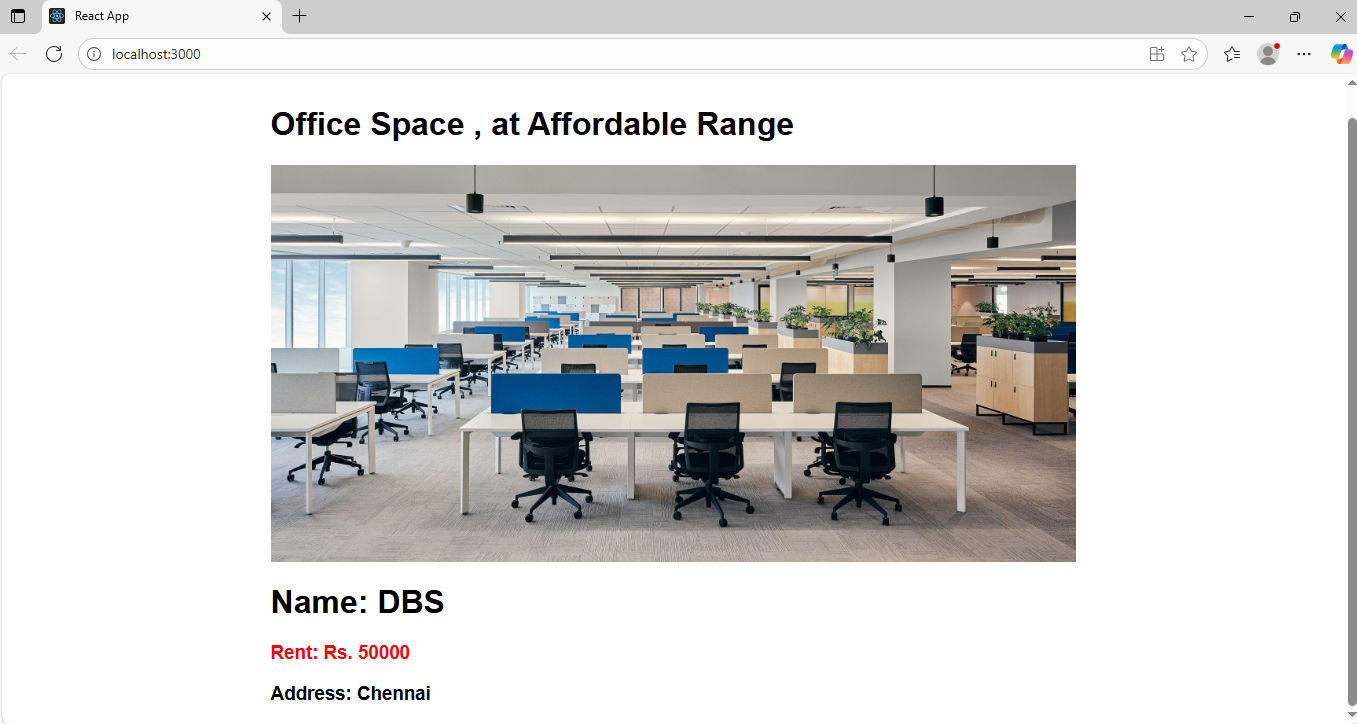 React App
localhost:3000
Office Space , at Affordable Range
Name: DBS
Rent: Rs. 50000
Address: Chennai